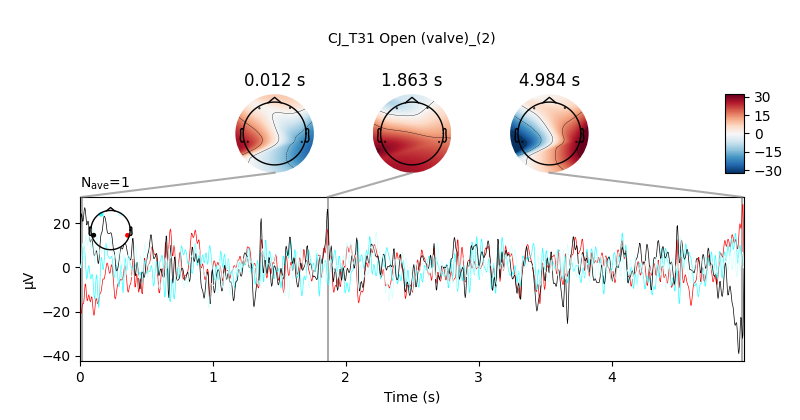 CJ_T31 Open (valve)_(2)
0.012 s 1.863 s 4.984 s
30
15
0
−15
−30
Nave=1
20
0
−20
−40
µV
0 1 2 3 4
Time (s)